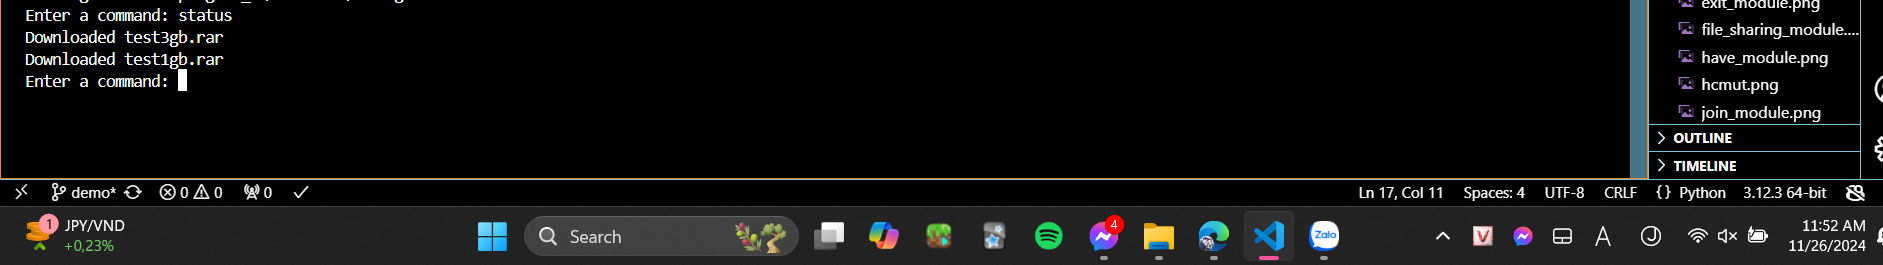 Enter a command: status
Downloaded test3gb.rar
Downloaded test1gb.rar
Enter a command:
exit_module.png
file_sharing_module....
have_module.png
hcmut.png
join_module.png
OUTLINE
TIMELINE
demo* 0 0 0 Ln 17, Col 11 Spaces: 4 UTF-8 CRLF {} Python 3.12.3 64-bit
1 JPY/VND
+0,23%
Search
4
Zalo
V
A
J
11:52 AM
11/26/2024